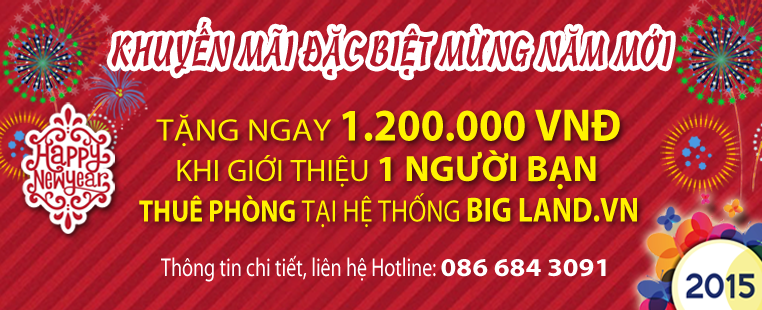 KHUYẾN MÃI ĐẶC BIỆT MỪNG NĂM MỚI
TẶNG NGAY 1.200.000 VNĐ
KHI GIỚI THIỆU 1 NGƯỜI BẠN
THUÊ PHÒNG TẠI HỆ THỐNG BIG LAND.VN
Thông tin chi tiết, liên hệ Hotline: 086 684 3091
HAPPY
New year
2015